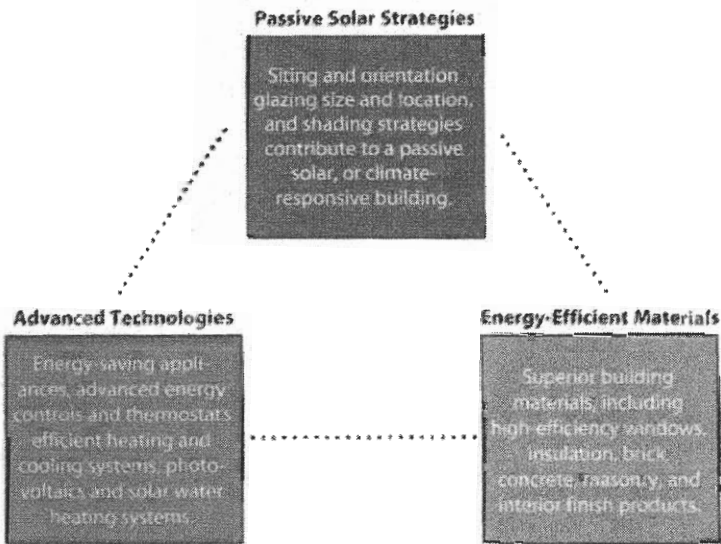 Passive Solar Strategies
Siting and orientation
glazing size and location,
and shading strategies
contribute to a passive
solar, or climate-
responsive building.
Advanced Technologies
Energy-saving appli-
ances, advanced energy
controls and thermostats
efficient heating and
cooling systems, photo-
voltaics and solar water
heating systems.
Energy-Efficient Materials
Superior building
materials, including
high-efficiency windows,
insulation, brick,
concrete, masonry, and
interior finish products.